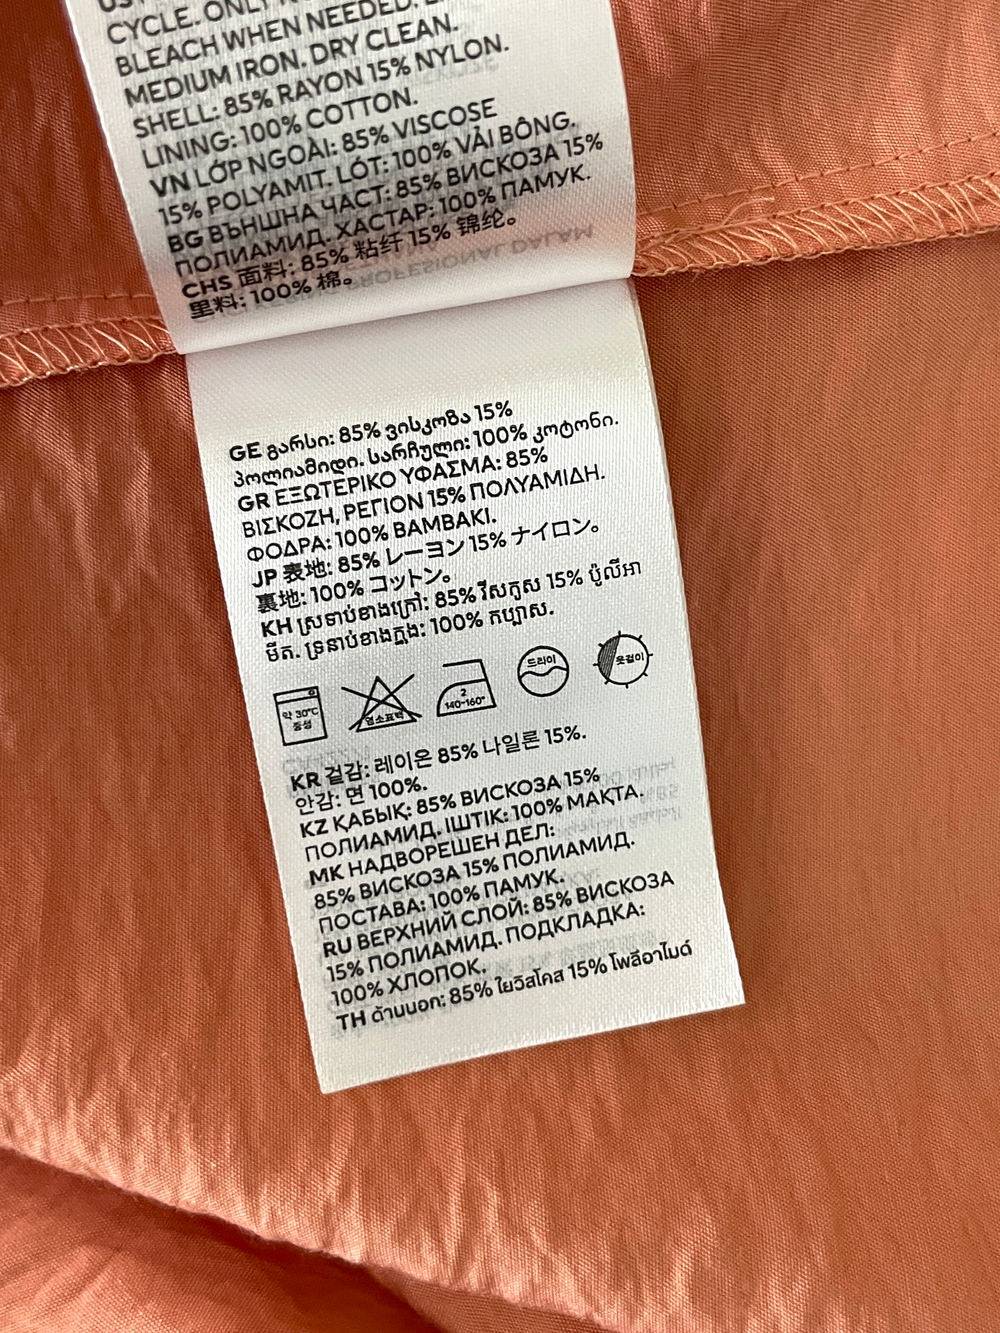 CYCLE. ONLY
BLEACH WHEN NEEDED.
MEDIUM IRON. DRY CLEAN.
SHELL: 85% RAYON 15% NYLON.
LINING: 100% COTTON.
VN LỚP NGOÀI: 85% VISCOSE
15% POLYAMIT. LÓT: 100% VẢI BÔNG.
BG ВЪНШНА ЧАСТ: 85% ВИСКОЗА 15%
ПОЛИАМИД. ХАСТАР: 100% ПАМУК.
CHS 面料: 85% 粘纤 15% 锦纶。
里料: 100% 棉。
GE გარსი: 85% ვისკოზა 15%
პოლიამიდი. სარჩული: 100% კოტონი.
GR ΕΞΩΤΕΡΙΚΟ ΥΦΑΣΜΑ: 85%
ΒΙΣΚΟΖΗ, ΡΕΓΙΟΝ 15% ΠΟΛΥΑΜΙΔΗ.
ΦΟΔΡΑ: 100% ΒΑΜΒΑΚΙ.
JP 表地: 85% レーヨン 15% ナイロン。
裏地: 100% コットン。
KH ស្រទាប់ខាងក្រៅ: 85% វីសកូស 15% ប៉ូលីអា
មីត. ទ្រនាប់ខាងក្នុង: 100% កប្បាស.
약 30°C
중성
염소표백
2
140~160°
드라이
옷걸이
KR 겉감: 레이온 85% 나일론 15%.
안감: 면 100%.
KZ ҚАБЫҚ: 85% ВИСКОЗА 15%
ПОЛИАМИД. ІШТІК: 100% МАҚТА.
MK НАДВОРЕШЕН ДЕЛ:
85% ВИСКОЗА 15% ПОЛИАМИД.
ПОСТАВА: 100% ПАМУК.
RU ВЕРХНИЙ СЛОЙ: 85% ВИСКОЗА
15% ПОЛИАМИД. ПОДКЛАДКА:
100% ХЛОПОК.
TH ด้านนอก: 85% ใยวิสโคส 15% โพลีอาไมด์